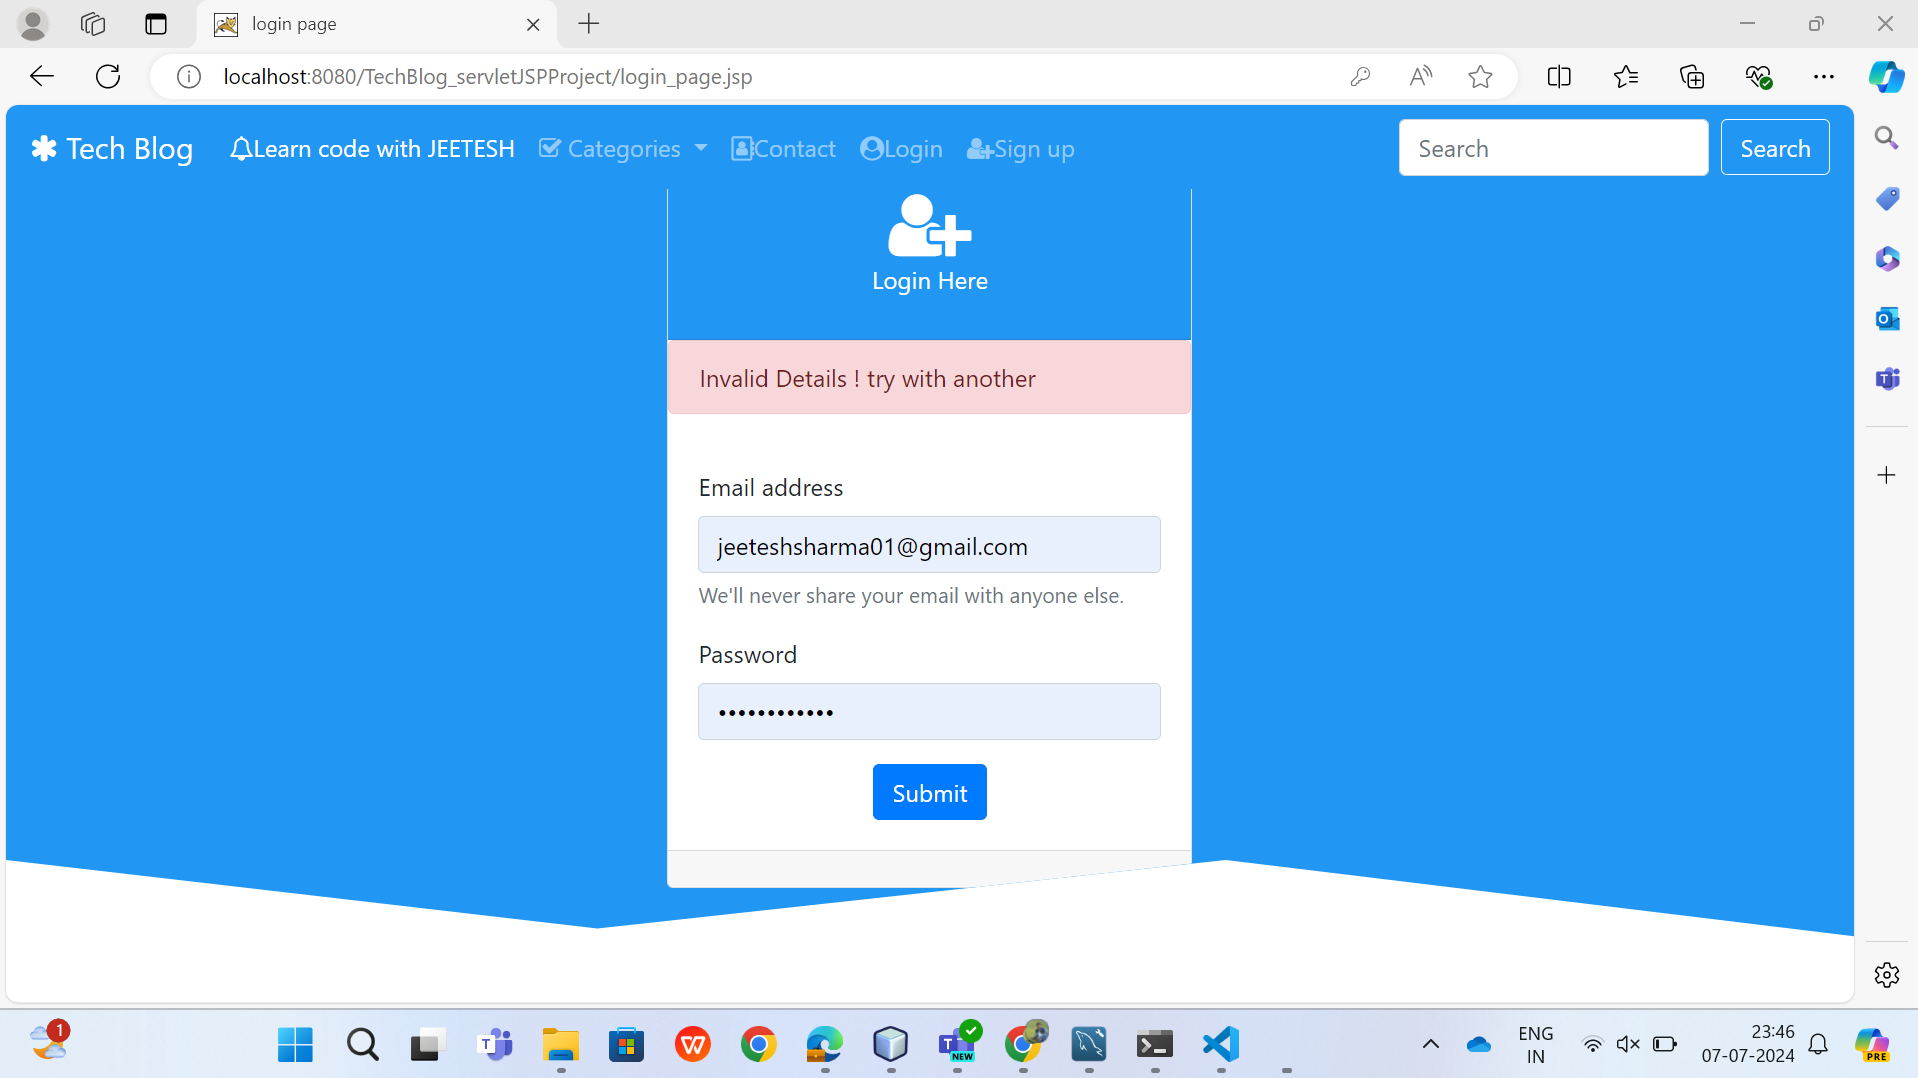 login page
localhost:8080/TechBlog_servletJSPProject/login_page.jsp
Tech Blog
Learn code with JEETESH
Categories
Contact
Login
Sign up
Search
Search
Login Here
Invalid Details ! try with another
Email address
jeeteshsharma01@gmail.com
We'll never share your email with anyone else.
Password
••••••••••••
Submit
1
NEW
ENG
IN
23:46
07-07-2024
PRE